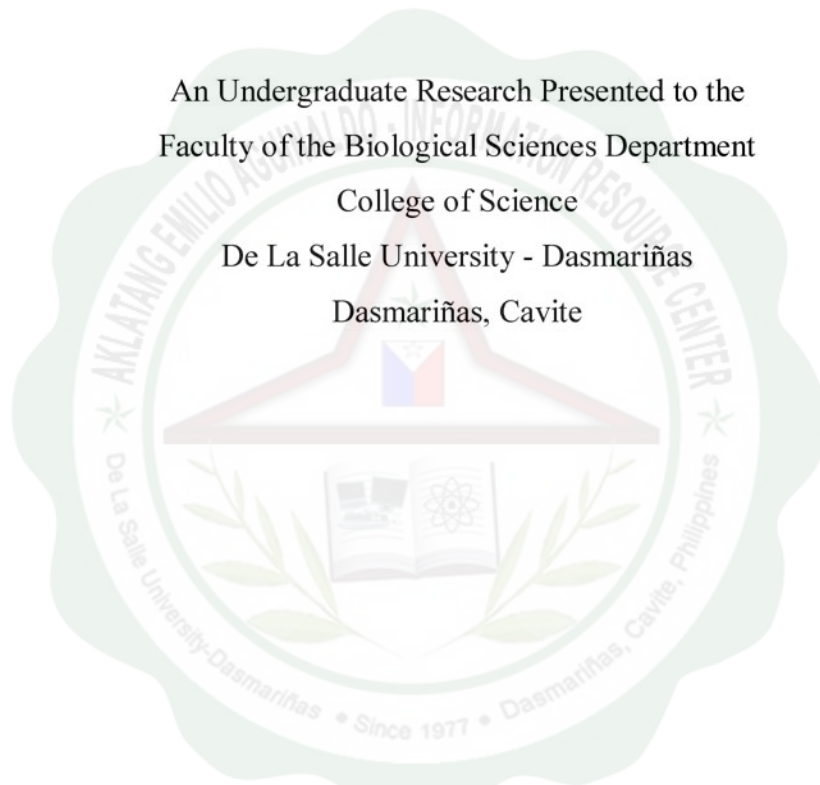 An Undergraduate Research Presented to the
Faculty of the Biological Sciences Department
College of Science
De La Salle University - Dasmariñas
Dasmariñas, Cavite
AKLATANG EMILIO AGUINALDO - INFORMATION RESOURCE CENTER
De La Salle University-Dasmariñas • Since 1977 • Dasmariñas, Cavite, Philippines